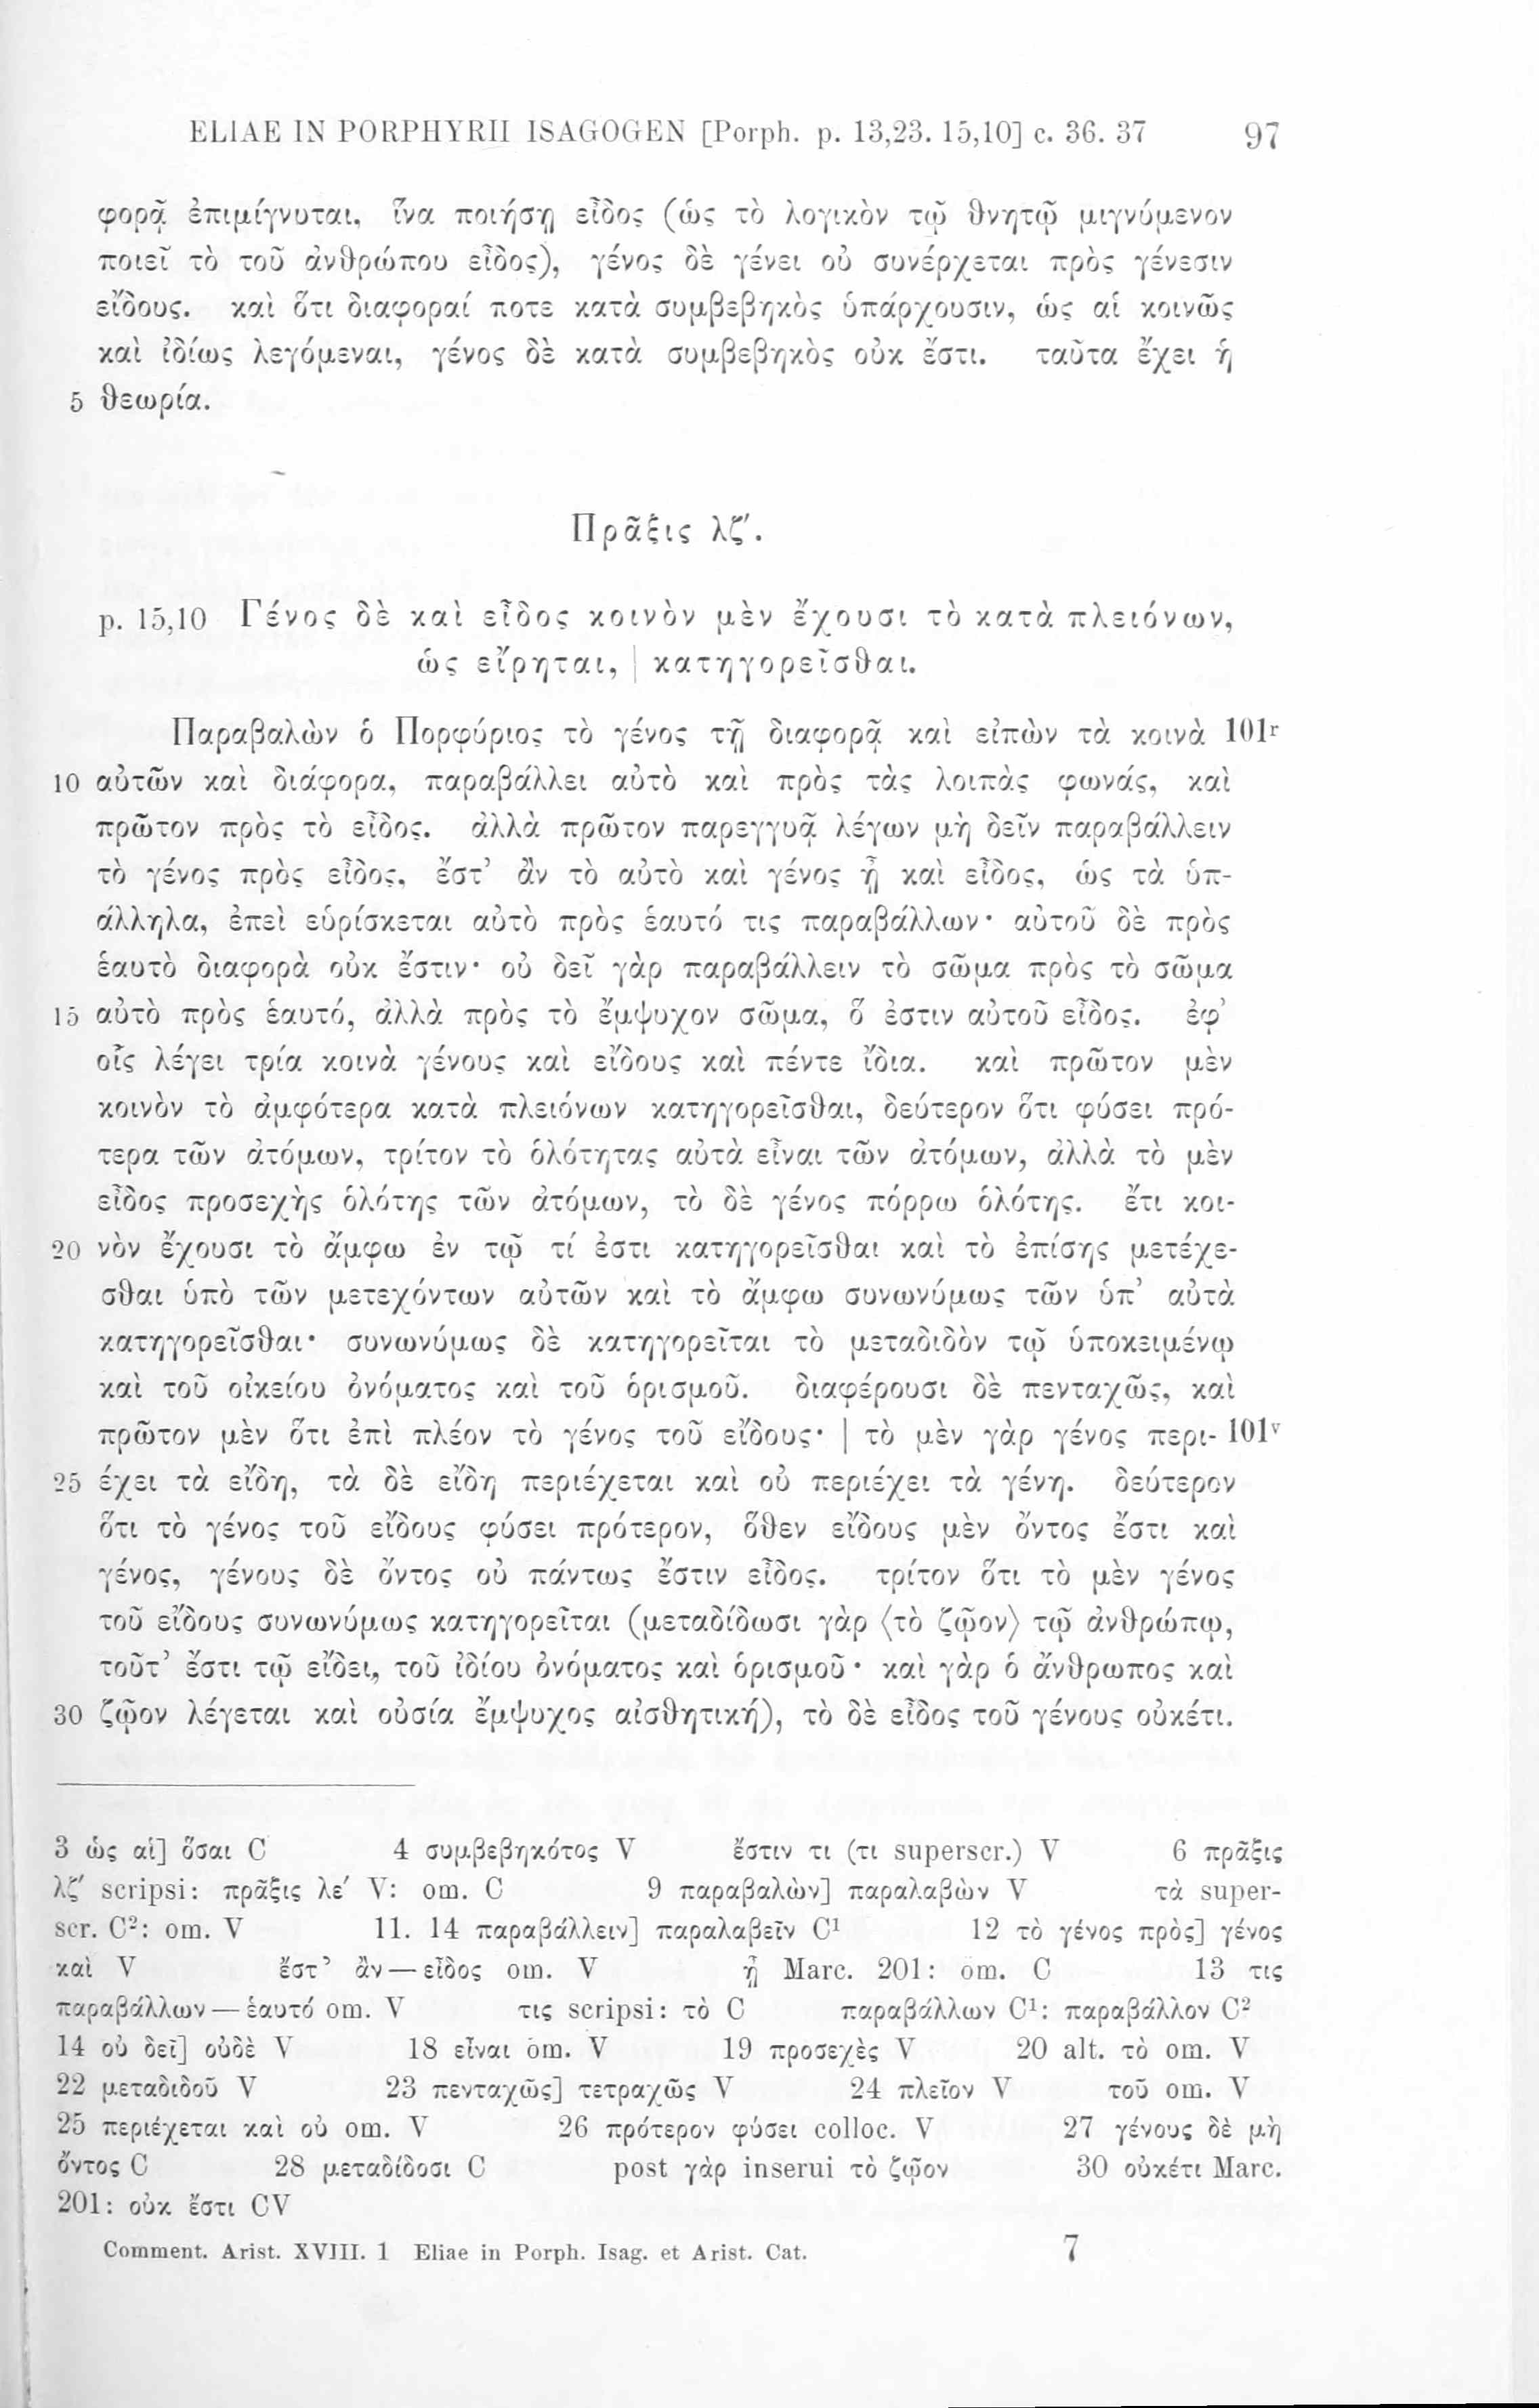 ELIAE IN PORPHYRII ISAGOGEN [Porph. p. 13,23. 15,10] c. 36. 37 97
φορᾷ ἐπιμίγνυται, ἵνα ποιήσῃ εἶδος (ὡς τὸ λογικὸν τῷ θνητῷ μιγνύμενον
ποιεῖ τὸ τοῦ ἀνθρώπου εἶδος), γένος δὲ γένει οὐ συνέρχεται πρὸς γένεσιν
εἴδους. καὶ ὅτι διαφοραί ποτε κατὰ συμβεβηκὸς ὑπάρχουσιν, ὡς αἱ κοινῶς
καὶ ἰδίως λεγόμεναι, γένος δὲ κατὰ συμβεβηκὸς οὐκ ἔστι. ταῦτα ἔχει ἡ
5 θεωρία.
Πρᾶξις λζ′.
p. 15,10 Γένος δὲ καὶ εἶδος κοινὸν μὲν ἔχουσι τὸ κατὰ πλειόνων,
ὡς εἴρηται, | κατηγορεῖσθαι.
Παραβαλὼν ὁ Πορφύριος τὸ γένος τῇ διαφορᾷ καὶ εἰπὼν τὰ κοινὰ 101r
10 αὐτῶν καὶ διάφορα, παραβάλλει αὐτὸ καὶ πρὸς τὰς λοιπὰς φωνάς, καὶ
πρῶτον πρὸς τὸ εἶδος. ἀλλὰ πρῶτον παρεγγυᾷ λέγων μὴ δεῖν παραβάλλειν
τὸ γένος πρὸς εἶδος, ἔστ’ ἂν τὸ αὐτὸ καὶ γένος ᾖ καὶ εἶδος, ὡς τὰ ὑπ-
άλληλα, ἐπεὶ εὑρίσκεται αὐτὸ πρὸς ἑαυτό τις παραβάλλων· αὐτοῦ δὲ πρὸς
ἑαυτὸ διαφορὰ οὐκ ἔστιν· οὐ δεῖ γὰρ παραβάλλειν τὸ σῶμα πρὸς τὸ σῶμα
15 αὐτὸ πρὸς ἑαυτό, ἀλλὰ πρὸς τὸ ἔμψυχον σῶμα, ὅ ἐστιν αὐτοῦ εἶδος. ἐφ’
οἷς λέγει τρία κοινὰ γένους καὶ εἴδους καὶ πέντε ἴδια. καὶ πρῶτον μὲν
κοινὸν τὸ ἀμφότερα κατὰ πλειόνων κατηγορεῖσθαι, δεύτερον ὅτι φύσει πρό-
τερα τῶν ἀτόμων, τρίτον τὸ ὁλότητας αὐτὰ εἶναι τῶν ἀτόμων, ἀλλὰ τὸ μὲν
εἶδος προσεχὴς ὁλότης τῶν ἀτόμων, τὸ δὲ γένος πόρρω ὁλότης. ἔτι κοι-
20 νὸν ἔχουσι τὸ ἄμφω ἐν τῷ τί ἐστι κατηγορεῖσθαι καὶ τὸ ἐπίσης μετέχε-
σθαι ὑπὸ τῶν μετεχόντων αὐτῶν καὶ τὸ ἄμφω συνωνύμως τῶν ὑπ’ αὐτὰ
κατηγορεῖσθαι· συνωνύμως δὲ κατηγορεῖται τὸ μεταδιδὸν τῷ ὑποκειμένῳ
καὶ τοῦ οἰκείου ὀνόματος καὶ τοῦ ὁρισμοῦ. διαφέρουσι δὲ πενταχῶς, καὶ
πρῶτον μὲν ὅτι ἐπὶ πλέον τὸ γένος τοῦ εἴδους· | τὸ μὲν γὰρ γένος περι- 101v
25 έχει τὰ εἴδη, τὰ δὲ εἴδη περιέχεται καὶ οὐ περιέχει τὰ γένη. δεύτερον
ὅτι τὸ γένος τοῦ εἴδους φύσει πρότερον, ὅθεν εἴδους μὲν ὄντος ἔστι καὶ
γένος, γένους δὲ ὄντος οὐ πάντως ἔστιν εἶδος. τρίτον ὅτι τὸ μὲν γένος
τοῦ εἴδους συνωνύμως κατηγορεῖται (μεταδίδωσι γὰρ ⟨τὸ ζῷον⟩ τῷ ἀνθρώπῳ,
τοῦτ’ ἔστι τῷ εἴδει, τοῦ ἰδίου ὀνόματος καὶ ὁρισμοῦ· καὶ γὰρ ὁ ἄνθρωπος καὶ
30 ζῷον λέγεται καὶ οὐσία ἔμψυχος αἰσθητική), τὸ δὲ εἶδος τοῦ γένους οὐκέτι.
3 ὡς αἱ] ὅσαι C 4 συμβεβηκότος V ἔστιν τι (τι superscr.) V 6 πρᾶξις
λζ′ scripsi: πρᾶξις λε′ V: om. C 9 παραβαλὼν] παραλαβὼν V τὰ super-
scr. C²: om. V 11. 14 παραβάλλειν] παραλαβεῖν C¹ 12 τὸ γένος πρὸς] γένος
καὶ V ἔστ’ ἂν—εἶδος om. V ᾖ Marc. 201: om. C 13 τις
παραβάλλων—ἑαυτό om. V τις scripsi: τὸ C παραβάλλων C¹: παραβάλλον C²
14 οὐ δεῖ] οὐδὲ V 18 εἶναι om. V 19 προσεχὲς V 20 alt. τὸ om. V
22 μεταδιδοῦ V 23 πενταχῶς] τετραχῶς V 24 πλεῖον V τοῦ om. V
25 περιέχεται καὶ οὐ om. V 26 πρότερον φύσει colloc. V 27 γένους δὲ μὴ
ὄντος C 28 μεταδίδοσι C post γὰρ inserui τὸ ζῷον 30 οὐκέτι Marc.
201: οὐκ ἔστι CV
Comment. Arist. XVIII. 1 Eliae in Porph. Isag. et Arist. Cat. 7